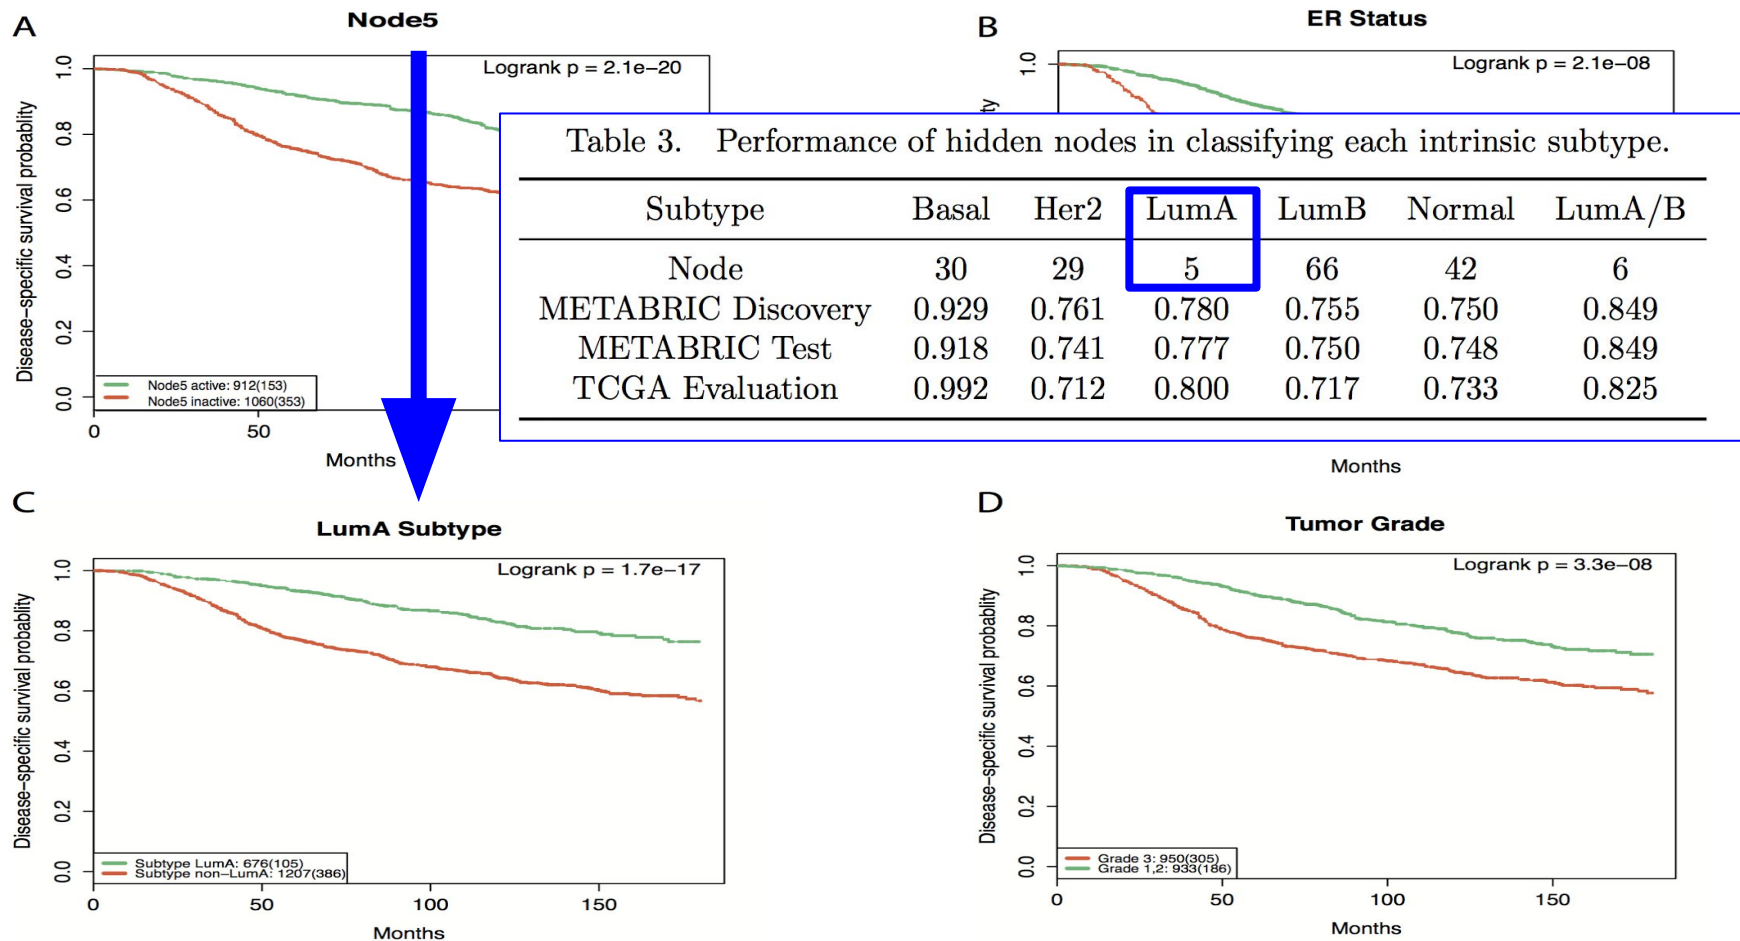 A
Node5
Logrank p = 2.1e−20
Disease−specific survival probablity
1.0
0.8
0.6
0.4
0.2
0.0
Node5 active: 912(153)
Node5 inactive: 1060(353)
0 50
Months
B
ER Status
Logrank p = 2.1e−08
1.0
Months
Table 3. Performance of hidden nodes in classifying each intrinsic subtype.
Subtype Basal Her2 LumA LumB Normal LumA/B
Node 30 29 5 66 42 6
METABRIC Discovery 0.929 0.761 0.780 0.755 0.750 0.849
METABRIC Test 0.918 0.741 0.777 0.750 0.748 0.849
TCGA Evaluation 0.992 0.712 0.800 0.717 0.733 0.825
C
LumA Subtype
Logrank p = 1.7e−17
Disease−specific survival probablity
1.0
0.8
0.6
0.4
0.2
0.0
Subtype LumA: 676(105)
Subtype non−LumA: 1207(386)
0 50 100 150
Months
D
Tumor Grade
Logrank p = 3.3e−08
Disease−specific survival probablity
1.0
0.8
0.6
0.4
0.2
0.0
Grade 3: 950(305)
Grade 1,2: 933(186)
0 50 100 150
Months